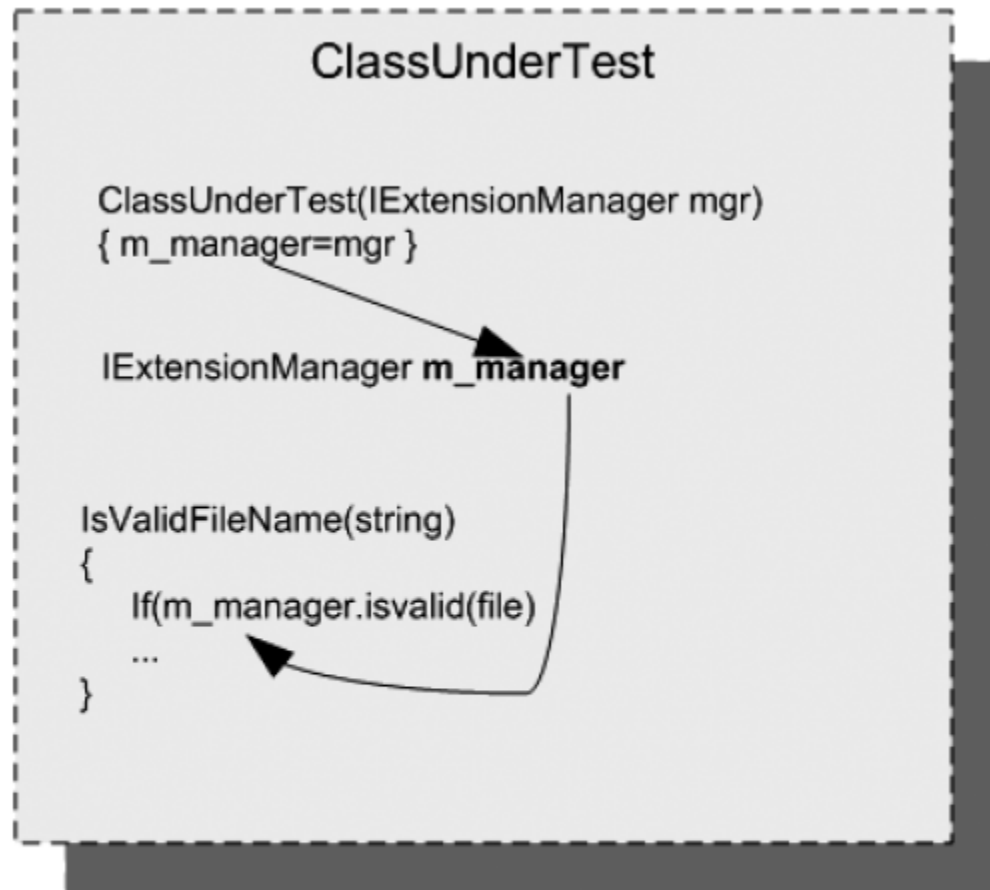 ClassUnderTest
ClassUnderTest(IExtensionManager mgr)
{ m_manager=mgr }
IExtensionManager m_manager
IsValidFileName(string)
{
If(m_manager.isvalid(file)
...
}